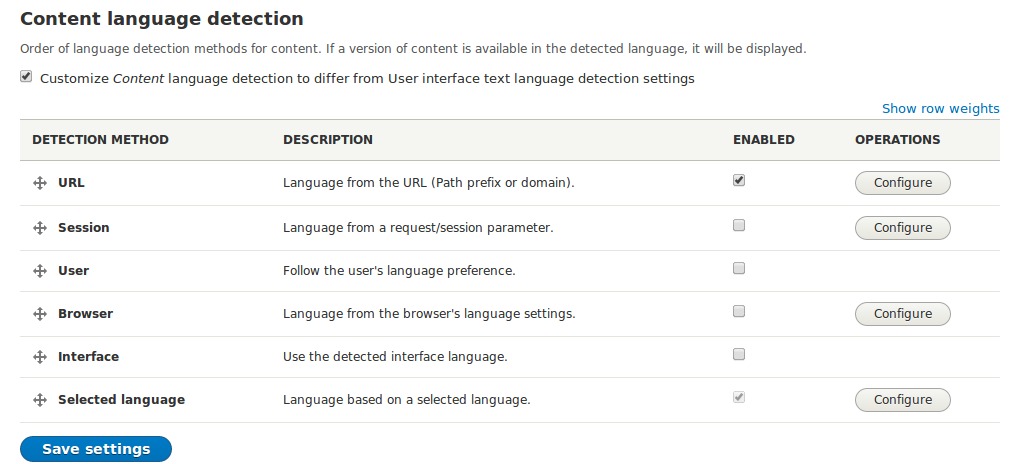 Content language detection
Order of language detection methods for content. If a version of content is available in the detected language, it will be displayed.
Customize Content language detection to differ from User interface text language detection settings
Show row weights
DETECTION METHOD DESCRIPTION ENABLED OPERATIONS
URL Language from the URL (Path prefix or domain). Configure
Session Language from a request/session parameter. Configure
User Follow the user's language preference.
Browser Language from the browser's language settings. Configure
Interface Use the detected interface language.
Selected language Language based on a selected language. Configure
Save settings